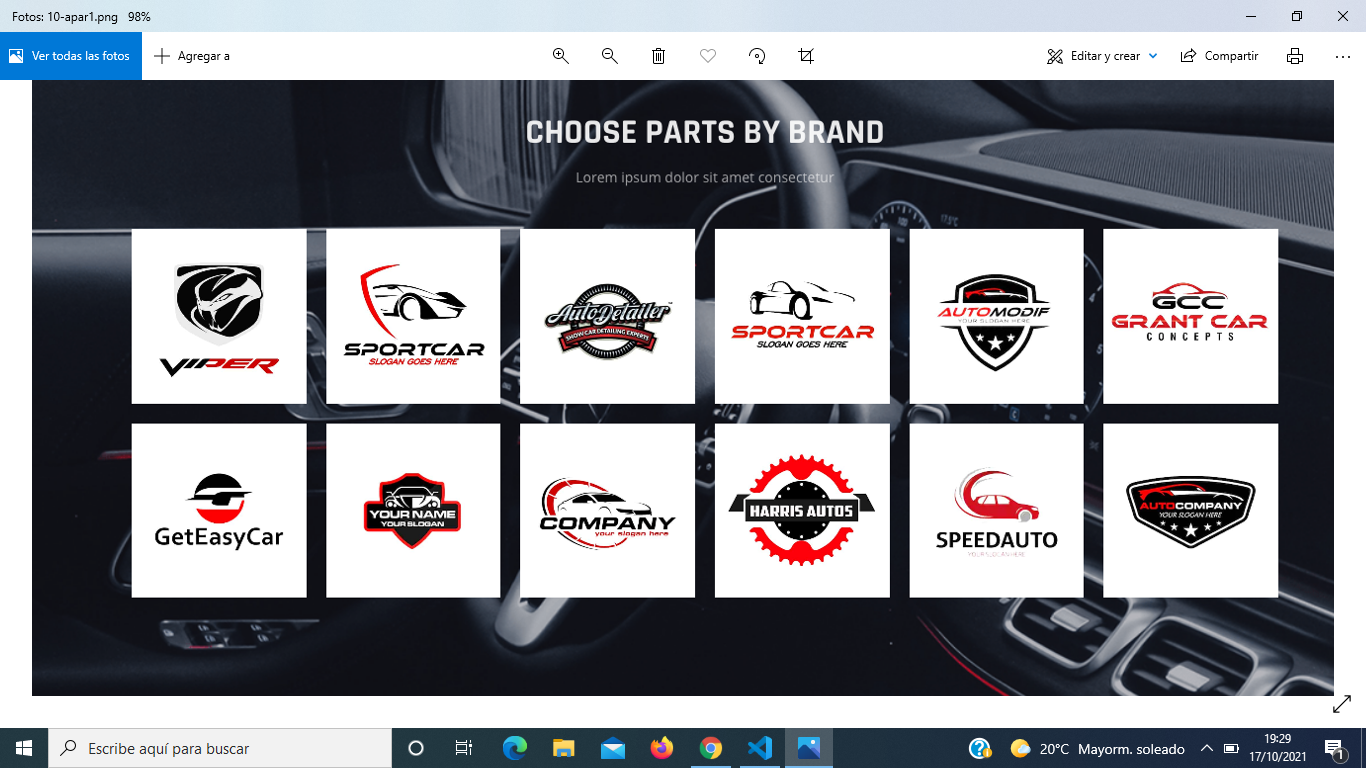 Fotos: 10-apar1.png 98%
Ver todas las fotos
Agregar a
Editar y crear
Compartir
CHOOSE PARTS BY BRAND
Lorem ipsum dolor sit amet consectetur
VIPER
SPORTCAR
SLOGAN GOES HERE
AutoDetailer
SHOW CAR DETAILING EXPERTS
SPORTCAR
SLOGAN GOES HERE
AUTOMODIF
YOUR SLOGAN HERE
GCC
GRANT CAR
CONCEPTS
GetEasyCar
YOUR NAME
YOUR SLOGAN
COMPANY
your slogan here
HARRIS AUTOS
SPEEDAUTO
YOUR SLOGAN HERE
AUTOCOMPANY
YOUR SLOGAN HERE
Escribe aquí para buscar
20°C Mayorm. soleado
19:29
17/10/2021
1